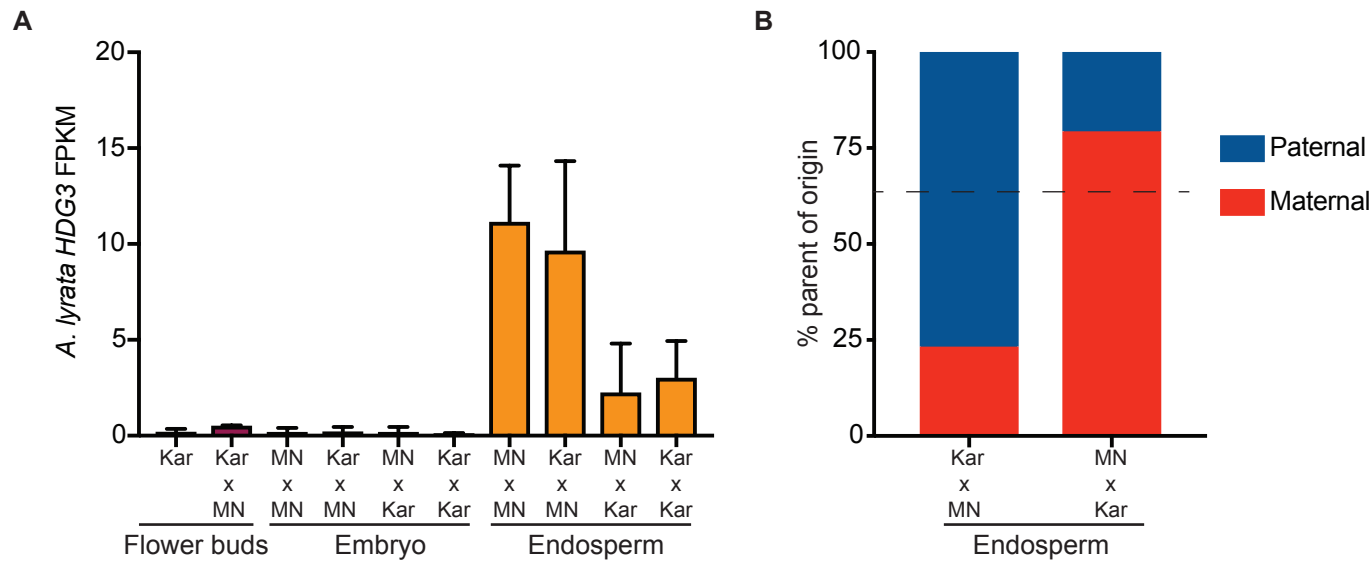 A
A. lyrata HDG3 FPKM
20
15
10
5
0
Kar
Kar
x
MN
MN
x
MN
Kar
x
MN
MN
x
Kar
Kar
x
Kar
MN
x
MN
Kar
x
MN
MN
x
Kar
Kar
x
Kar
Flower buds
Embryo
Endosperm
B
% parent of origin
100
75
50
25
0
Kar
x
MN
MN
x
Kar
Endosperm
Paternal
Maternal